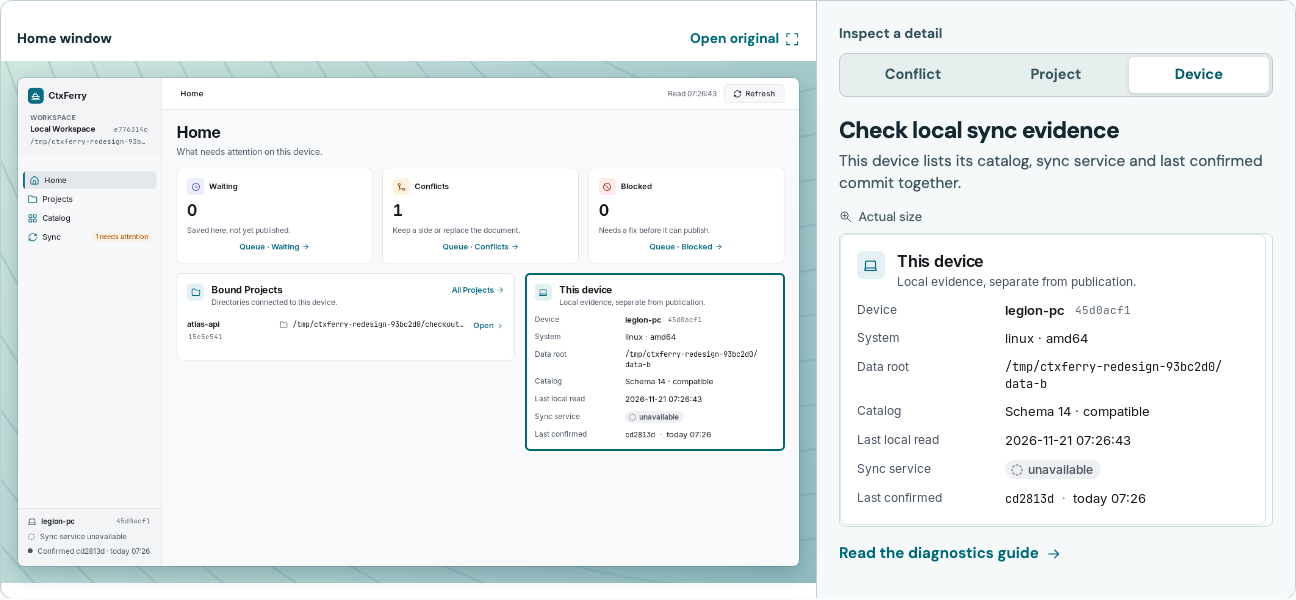 Home window
Open original
CtxFerry
WORKSPACE
Local Workspace e776314c
/tmp/ctxferry-redesign-93b…
Home
Projects
Catalog
Sync 1 needs attention
legion-pc 45d0acf1
Sync service unavailable
Confirmed cd2813d · today 07:26
Home
Read 07:26:43
Refresh
Home
What needs attention on this device.
Waiting
0
Saved here, not yet published.
Queue · Waiting →
Conflicts
1
Keep a side or replace the document.
Queue · Conflicts →
Blocked
0
Needs a fix before it can publish.
Queue · Blocked →
Bound Projects
All Projects
Directories connected to this device.
atlas-api
/tmp/ctxferry-redesign-93bc2d0/checkout…
Open
15e5e541
This device
Local evidence, separate from publication.
Device legion-pc 45d0acf1
System linux · amd64
Data root /tmp/ctxferry-redesign-93bc2d0/
data-b
Catalog Schema 14 · compatible
Last local read 2026-11-21 07:26:43
Sync service unavailable
Last confirmed cd2813d · today 07:26
Inspect a detail
Conflict
Project
Device
Check local sync evidence
This device lists its catalog, sync service and last confirmed
commit together.
Actual size
This device
Local evidence, separate from publication.
Device legion-pc 45d0acf1
System linux · amd64
Data root /tmp/ctxferry-redesign-93bc2d0/
data-b
Catalog Schema 14 · compatible
Last local read 2026-11-21 07:26:43
Sync service unavailable
Last confirmed cd2813d · today 07:26
Read the diagnostics guide →